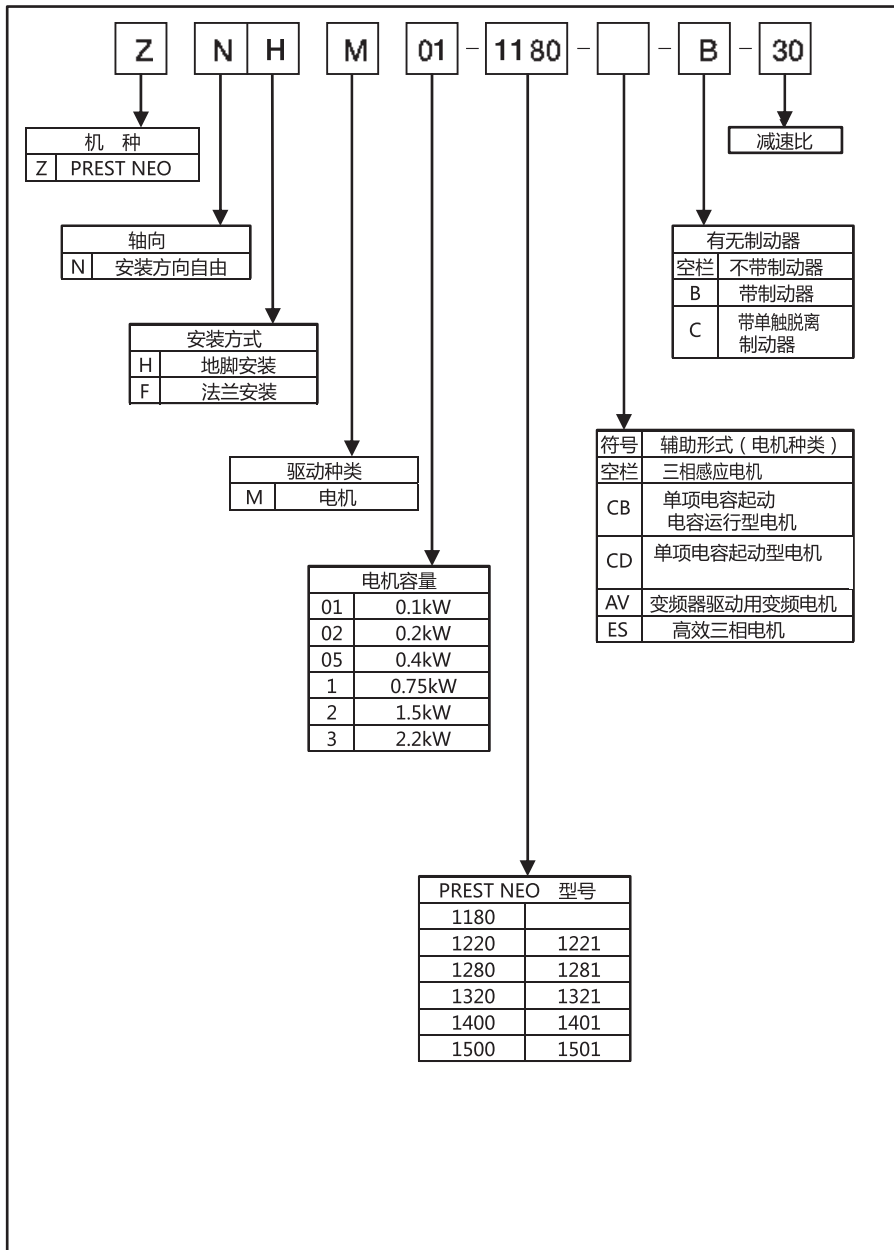 Z N H M 01 - 1180 - - B - 30
机 种
Z PREST NEO
减速比
轴向
N 安装方向自由
有无制动器
空栏 不带制动器
B 带制动器
C 带单触脱离
制动器
安装方式
H 地脚安装
F 法兰安装
符号 辅助形式（电机种类）
空栏 三相感应电机
CB 单项电容起动
电容运行型电机
CD 单项电容起动型电机
AV 变频器驱动用变频电机
ES 高效三相电机
驱动种类
M 电机
电机容量
01 0.1kW
02 0.2kW
05 0.4kW
1 0.75kW
2 1.5kW
3 2.2kW
PREST NEO 型号
1180
1220 1221
1280 1281
1320 1321
1400 1401
1500 1501